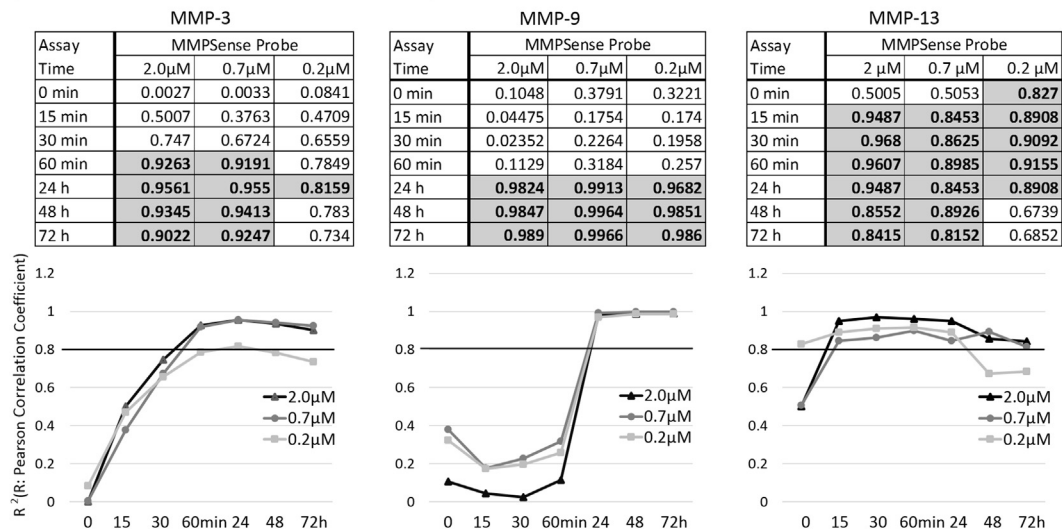 MMP-3
Assay MMPSense Probe
Time 2.0µM 0.7µM 0.2µM
0 min 0.0027 0.0033 0.0841
15 min 0.5007 0.3763 0.4709
30 min 0.747 0.6724 0.6559
60 min 0.9263 0.9191 0.7849
24 h 0.9561 0.955 0.8159
48 h 0.9345 0.9413 0.783
72 h 0.9022 0.9247 0.734
MMP-9
Assay MMPSense Probe
Time 2.0µM 0.7µM 0.2µM
0 min 0.1048 0.3791 0.3221
15 min 0.04475 0.1754 0.174
30 min 0.02352 0.2264 0.1958
60 min 0.1129 0.3184 0.257
24 h 0.9824 0.9913 0.9682
48 h 0.9847 0.9964 0.9851
72 h 0.989 0.9966 0.986
MMP-13
Assay MMPSense Probe
Time 2 µM 0.7 µM 0.2 µM
0 min 0.5005 0.5053 0.827
15 min 0.9487 0.8453 0.8908
30 min 0.968 0.8625 0.9092
60 min 0.9607 0.8985 0.9155
24 h 0.9487 0.8453 0.8908
48 h 0.8552 0.8926 0.6739
72 h 0.8415 0.8152 0.6852
R²(R: Pearson Correlation Coefficient)
1.2
1
0.8
0.6
0.4
0.2
0
2.0µM
0.7µM
0.2µM
0 15 30 60min 24 48 72h
1.2
1
0.8
0.6
0.4
0.2
0
2.0µM
0.7µM
0.2µM
0 15 30 60min 24 48 72h
1.2
1
0.8
0.6
0.4
0.2
0
2.0µM
0.7µM
0.2µM
0 15 30 60min 24 48 72h